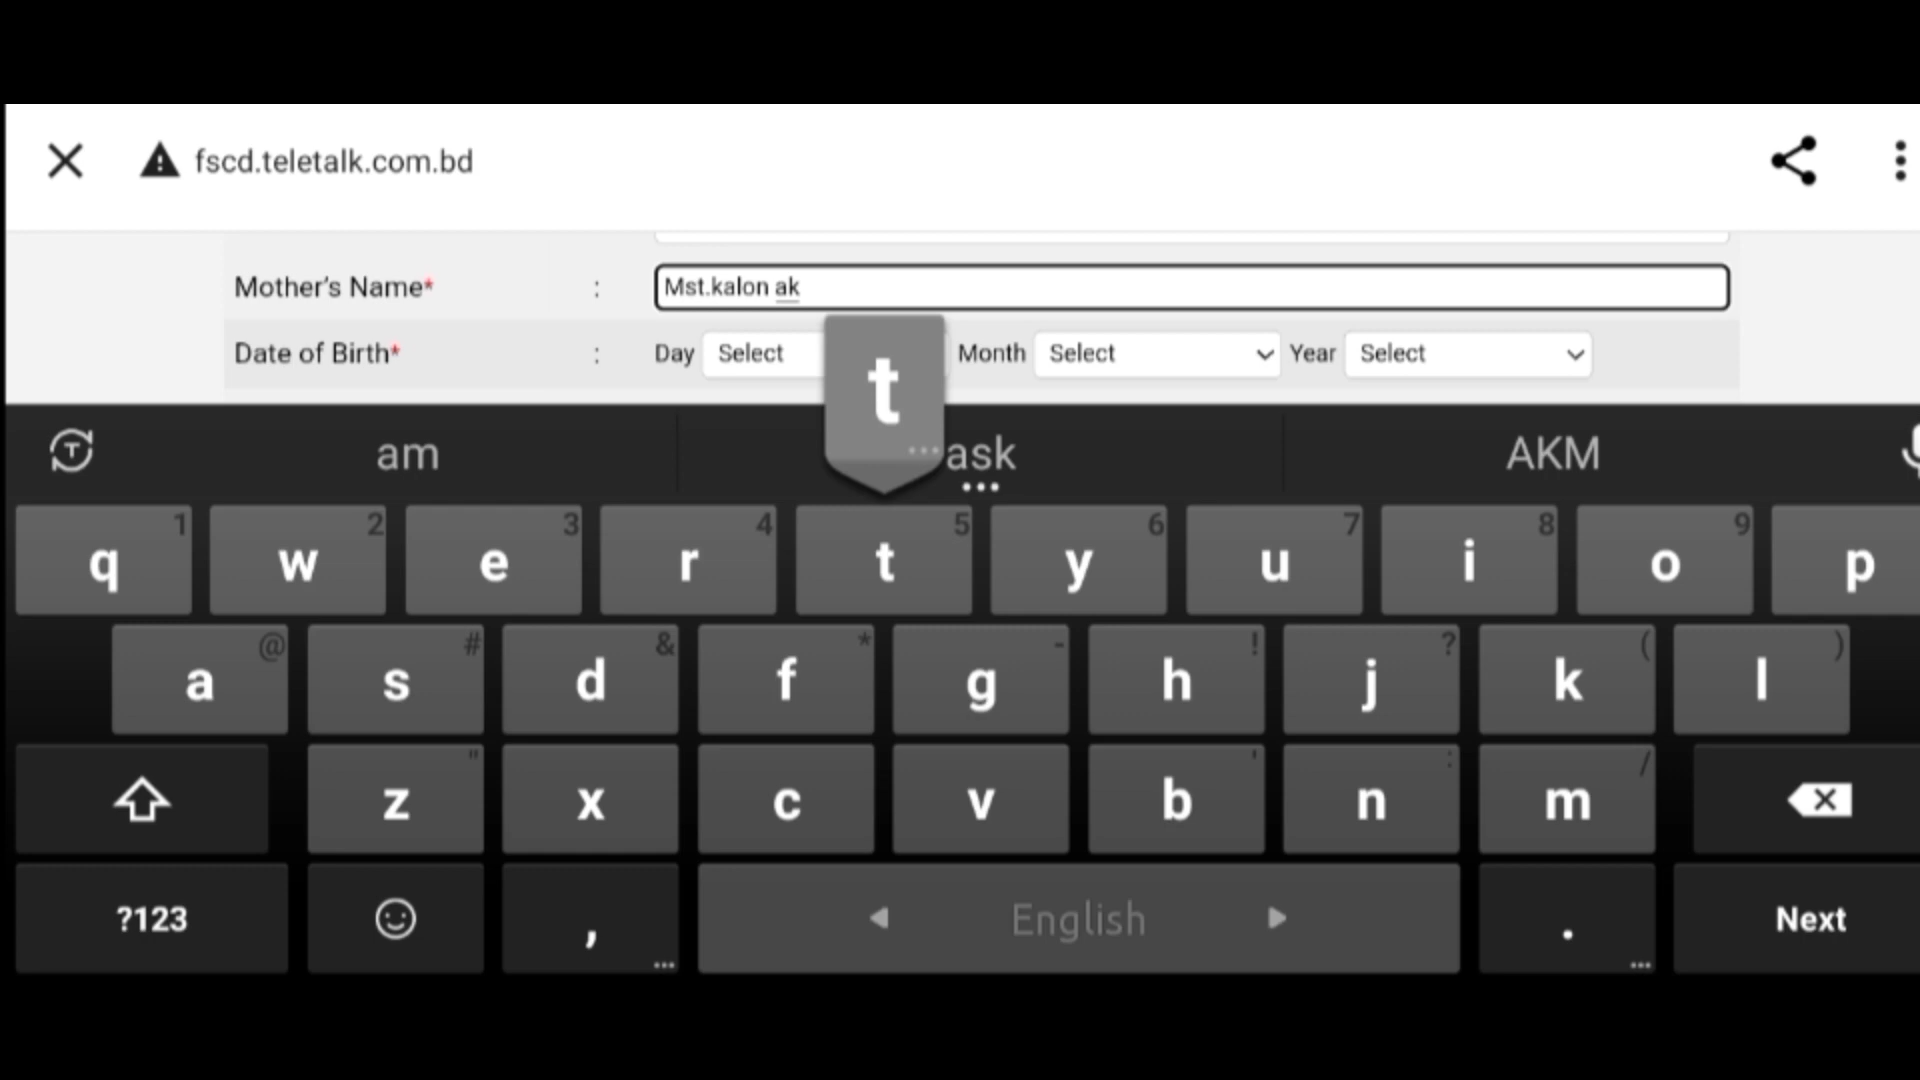 fscd.teletalk.com.bd
Mother's Name* : Mst.kalon ak
Date of Birth* : Day Select Month Select Year Select
t
am ask AKM
1 2 3 4 5 6 7 8 9
q w e r t y u i o p
@ # & * - ! ? ( )
a s d f g h j k l
" ' : /
z x c v b n m
?123 , English . Next